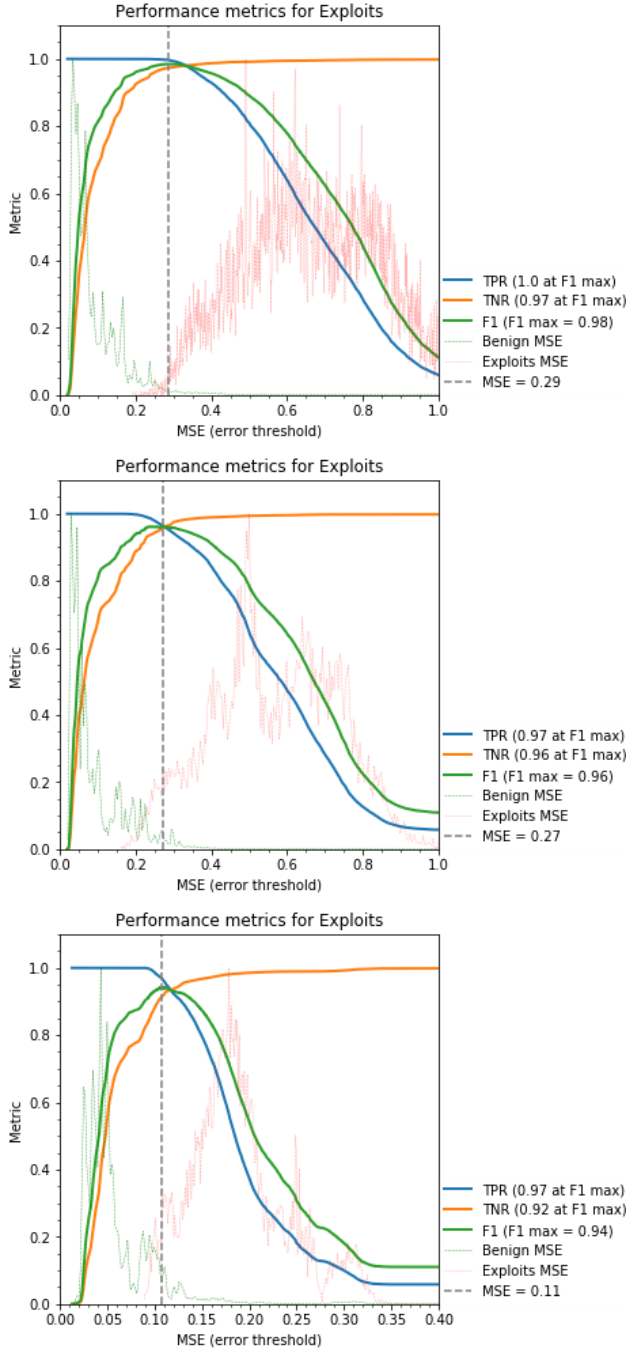 Performance metrics for Exploits
1.0
0.8
0.6
0.4
0.2
0.0
Metric
0.0 0.2 0.4 0.6 0.8 1.0
MSE (error threshold)
TPR (1.0 at F1 max)
TNR (0.97 at F1 max)
F1 (F1 max = 0.98)
Benign MSE
Exploits MSE
MSE = 0.29
Performance metrics for Exploits
1.0
0.8
0.6
0.4
0.2
0.0
Metric
0.0 0.2 0.4 0.6 0.8 1.0
MSE (error threshold)
TPR (0.97 at F1 max)
TNR (0.96 at F1 max)
F1 (F1 max = 0.96)
Benign MSE
Exploits MSE
MSE = 0.27
Performance metrics for Exploits
1.0
0.8
0.6
0.4
0.2
0.0
Metric
0.00 0.05 0.10 0.15 0.20 0.25 0.30 0.35 0.40
MSE (error threshold)
TPR (0.97 at F1 max)
TNR (0.92 at F1 max)
F1 (F1 max = 0.94)
Benign MSE
Exploits MSE
MSE = 0.11